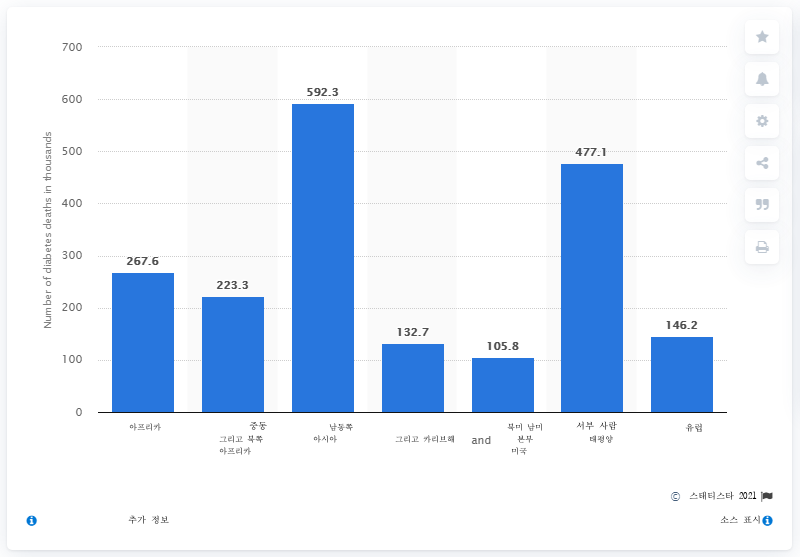 700
600
500
400
300
200
100
0
Number of diabetes deaths in thousands
267.6
223.3
592.3
132.7
105.8
477.1
146.2
아프리카
중동
그리고 북쪽
아프리카
남동쪽
아시아
그리고 카리브해
and
북미 남미
본부
미국
서부 사람
태평양
유럽
© 스태티스타 2021
추가 정보
소스 표시